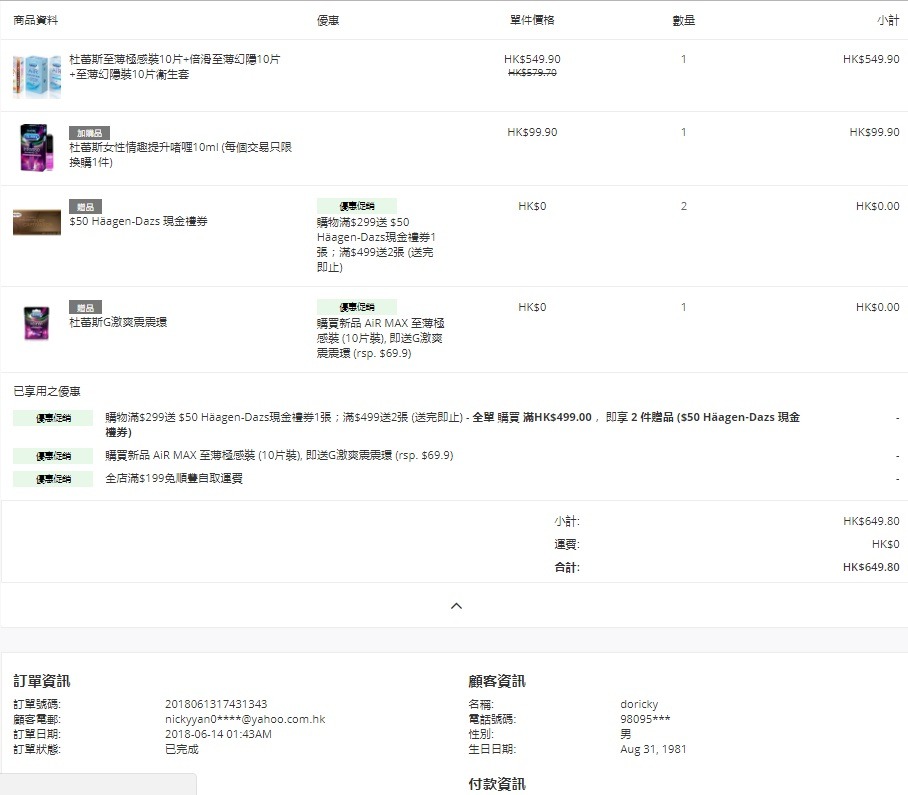 商品資料 優惠 單件價格 數量 小計
杜蕾斯至薄極感裝10片+倍滑至薄幻隱10片 HK$549.90 1 HK$549.90
+至薄幻隱裝10片衞生套 HK$579.70
加購品 HK$99.90 1 HK$99.90
杜蕾斯女性情趣提升啫喱10ml (每個交易只限
換購1件)
贈品 優惠促銷 HK$0 2 HK$0.00
$50 Häagen-Dazs 現金禮券 購物滿$299送 $50
Häagen-Dazs現金禮券1
張；滿$499送2張 (送完
即止)
贈品 優惠促銷 HK$0 1 HK$0.00
杜蕾斯G激爽震震環 購買新品 AiR MAX 至薄極
感裝 (10片裝), 即送G激爽
震震環 (rsp. $69.9)
已享用之優惠
優惠促銷 購物滿$299送 $50 Häagen-Dazs現金禮券1張；滿$499送2張 (送完即止) - 全單 購買 滿HK$499.00 ， 即享 2 件贈品 ($50 Häagen-Dazs 現金 -
禮券)
優惠促銷 購買新品 AiR MAX 至薄極感裝 (10片裝), 即送G激爽震震環 (rsp. $69.9) -
優惠促銷 全店滿$199免順豐自取運費 -
小計: HK$649.80
運費: HK$0
合計: HK$649.80
訂單資訊
訂單號碼: 2018061317431343
顧客電郵: nickyyan0****@yahoo.com.hk
訂單日期: 2018-06-14 01:43AM
訂單狀態: 已完成
顧客資訊
名稱: doricky
電話號碼: 98095***
性別: 男
生日日期: Aug 31, 1981
付款資訊